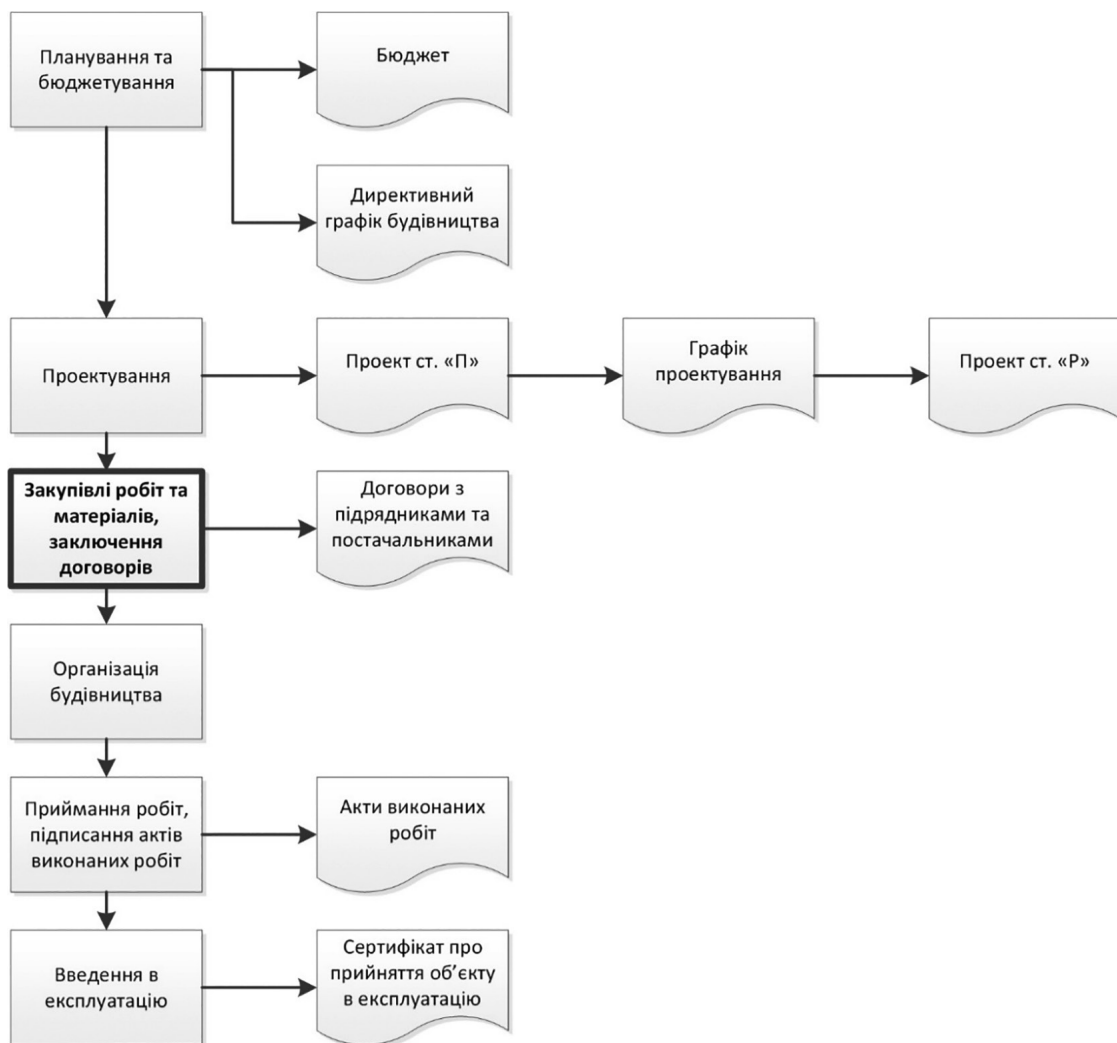 Планування та
бюджетування
Бюджет
Директивний
графік будівництва
Проектування
Проект ст. «П»
Графік
проектування
Проект ст. «Р»
Закупівлі робіт та
матеріалів,
заключення
договорів
Договори з
підрядниками та
постачальниками
Організація
будівництва
Приймання робіт,
підписання актів
виконаних робіт
Акти виконаних
робіт
Введення в
експлуатацію
Сертифікат про
прийняття об’єкту
в експлуатацію